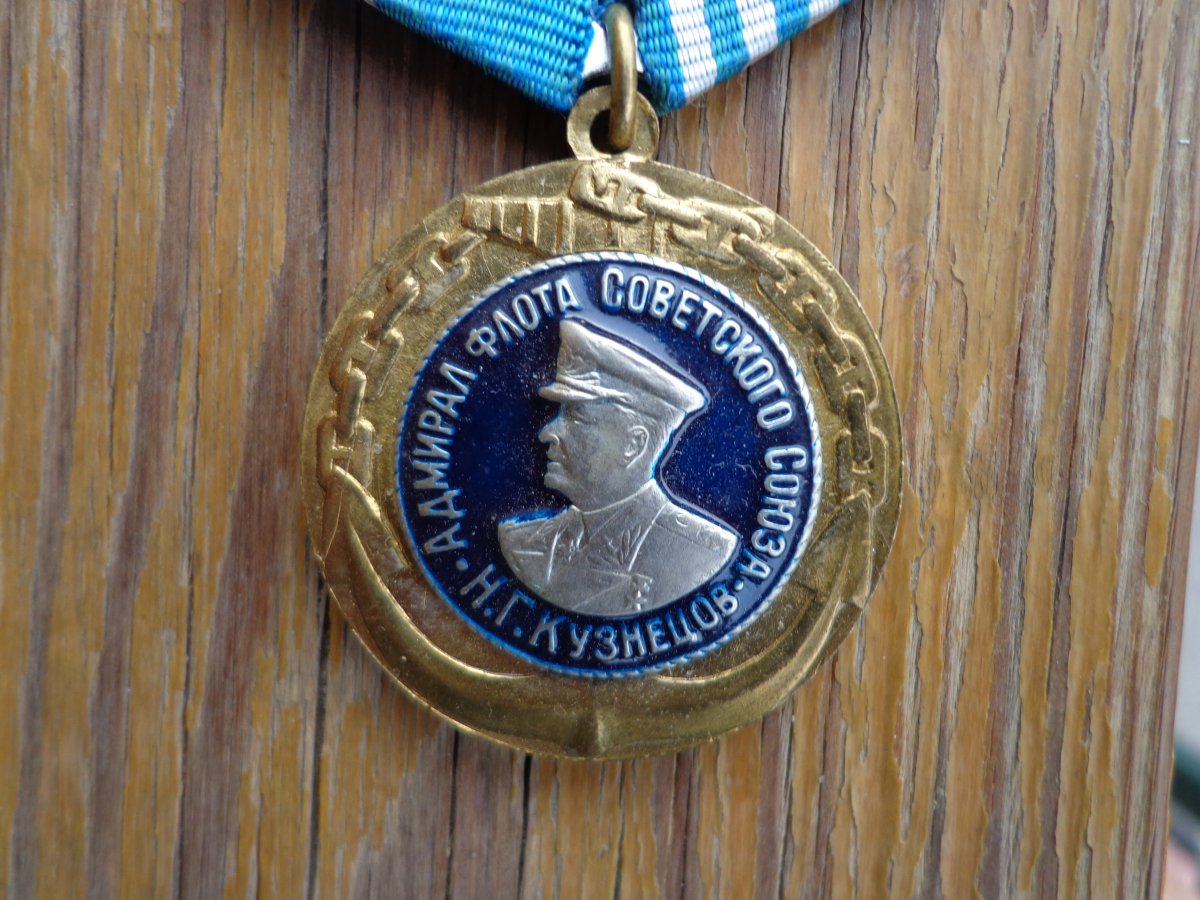 АДМИРАЛ ФЛОТА СОВЕТСКОГО СОЮЗА
·Н.Г. КУЗНЕЦОВ·